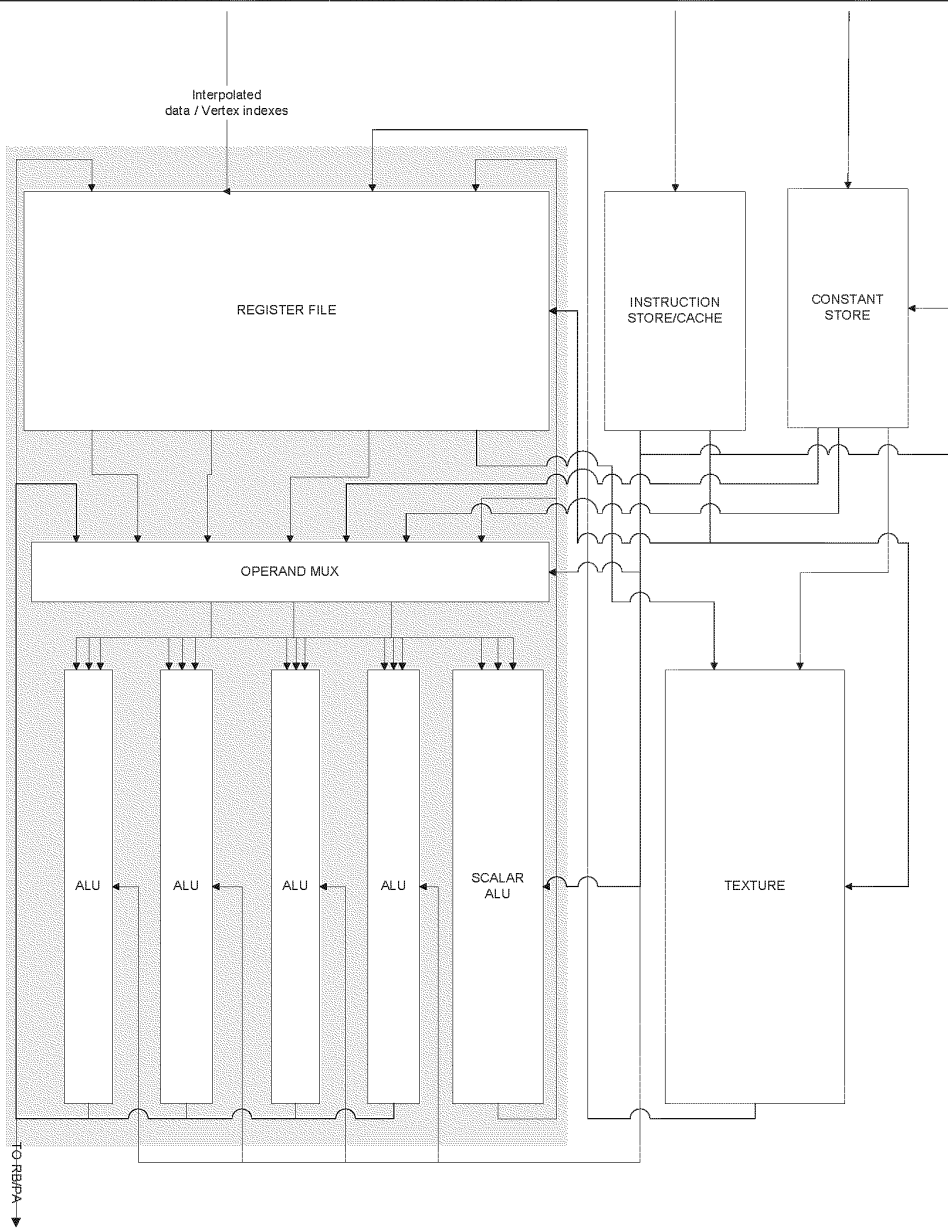 Interpolated
data / Vertex indexes
REGISTER FILE
INSTRUCTION
STORE/CACHE
CONSTANT
STORE
OPERAND MUX
ALU
ALU
ALU
ALU
SCALAR
ALU
TEXTURE
TO RB/PA